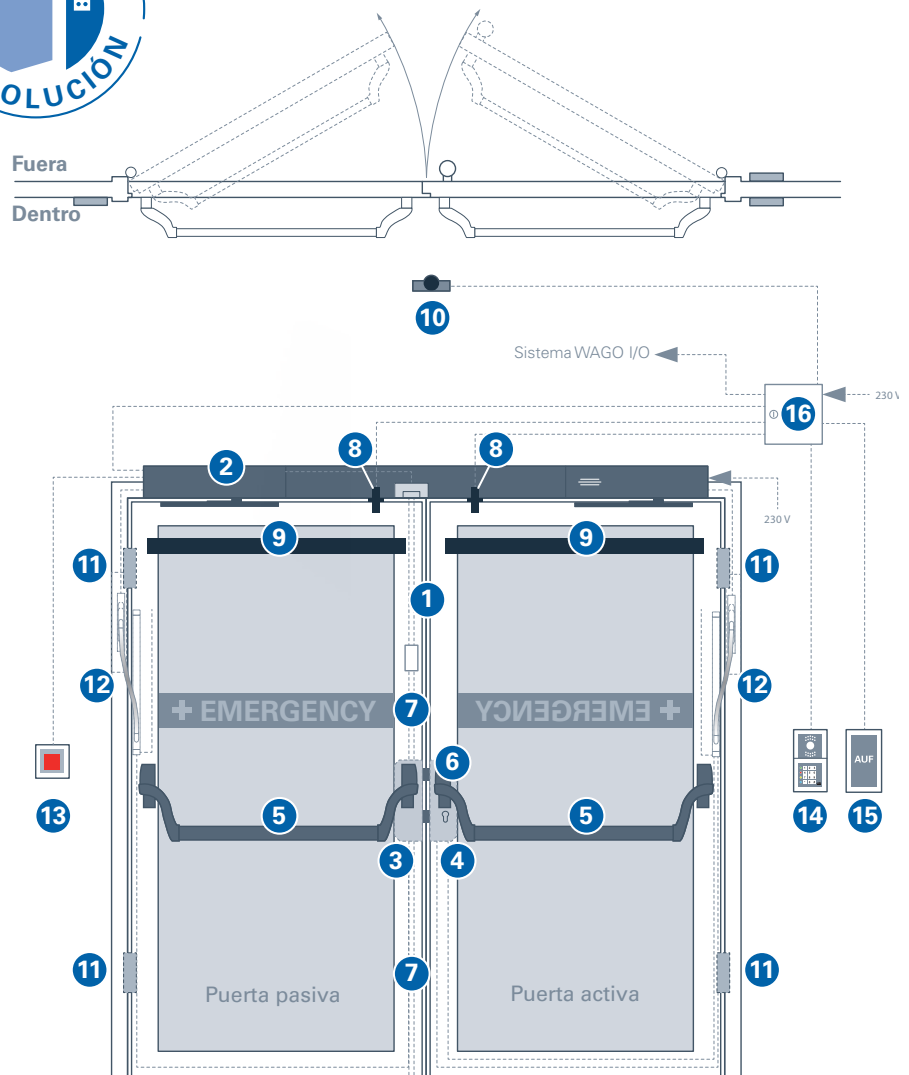 OLUCIÓN
Fuera
Dentro
10
Sistema WAGO I/O
230 V
16
2
8
8
230 V
9
9
11
11
1
12
12
+ EMERGENCY
7
EMERGENCY +
6
AUF
13
5
5
14
15
3
4
11
7
11
Puerta pasiva
Puerta activa